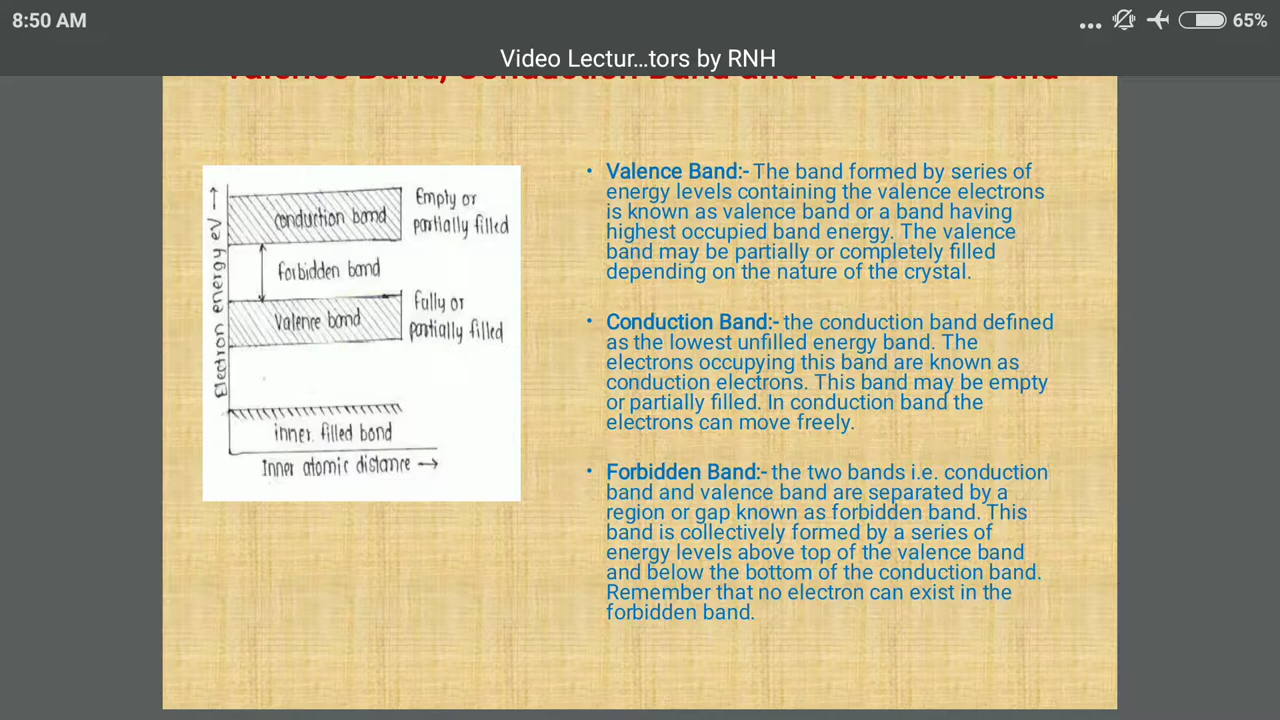 8:50 AM
65%
Video Lectur...tors by RNH
Valence Band, Conduction Band and Forbidden Band
Electron energy eV →
conduction band
Empty or
partially filled
forbidden band
Valence band
Fully or
partially filled
inner filled bond
Inner atomic distance →
• Valence Band:- The band formed by series of
energy levels containing the valence electrons
is known as valence band or a band having
highest occupied band energy. The valence
band may be partially or completely filled
depending on the nature of the crystal.
• Conduction Band:- the conduction band defined
as the lowest unfilled energy band. The
electrons occupying this band are known as
conduction electrons. This band may be empty
or partially filled. In conduction band the
electrons can move freely.
• Forbidden Band:- the two bands i.e. conduction
band and valence band are separated by a
region or gap known as forbidden band. This
band is collectively formed by a series of
energy levels above top of the valence band
and below the bottom of the conduction band.
Remember that no electron can exist in the
forbidden band.